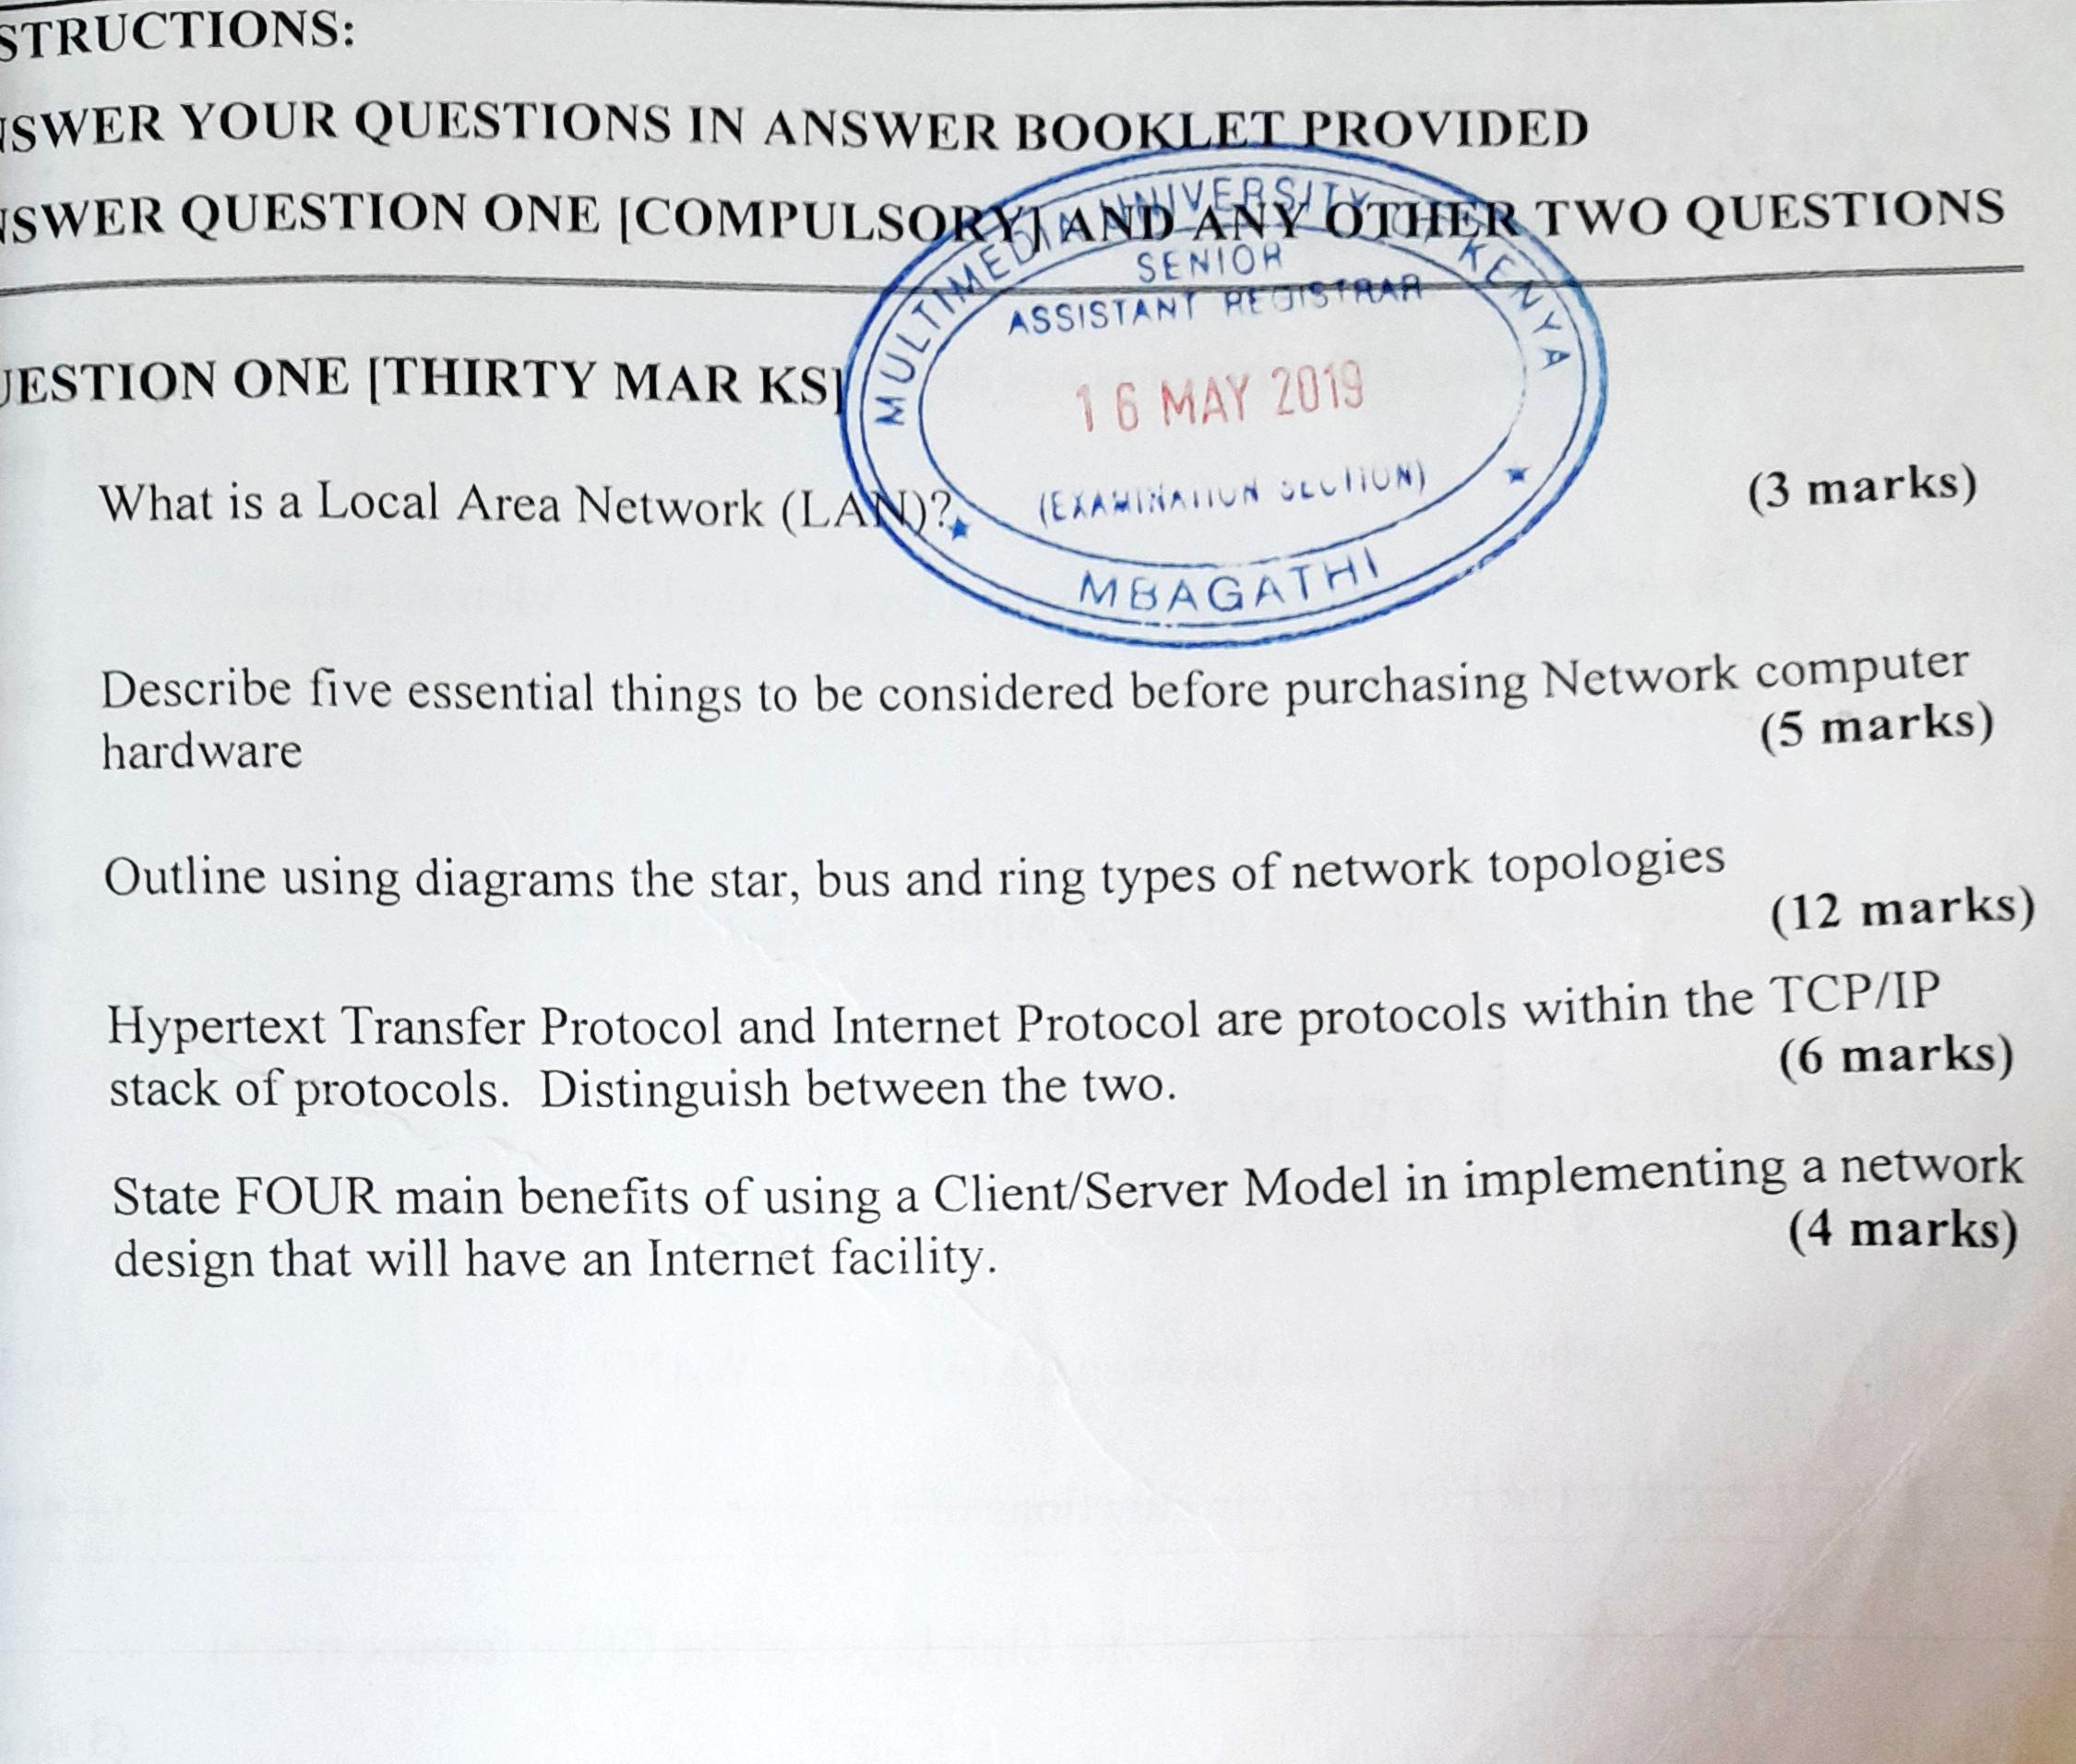 STRUCTIONS:
NSWER YOUR QUESTIONS IN ANSWER BOOKLET PROVIDED
NSWER QUESTION ONE [COMPULSORY] AND ANY OTHER TWO QUESTIONS
MULTIMEDIA UNIVERSITY OF KENYA
SENIOR
ASSISTANT REGISTRAR
16 MAY 2019
(EXAMINATION SECTION)
MBAGATHI
UESTION ONE [THIRTY MAR KS]
What is a Local Area Network (LAN)? (3 marks)
Describe five essential things to be considered before purchasing Network computer
hardware (5 marks)
Outline using diagrams the star, bus and ring types of network topologies
(12 marks)
Hypertext Transfer Protocol and Internet Protocol are protocols within the TCP/IP
stack of protocols. Distinguish between the two. (6 marks)
State FOUR main benefits of using a Client/Server Model in implementing a network
design that will have an Internet facility. (4 marks)